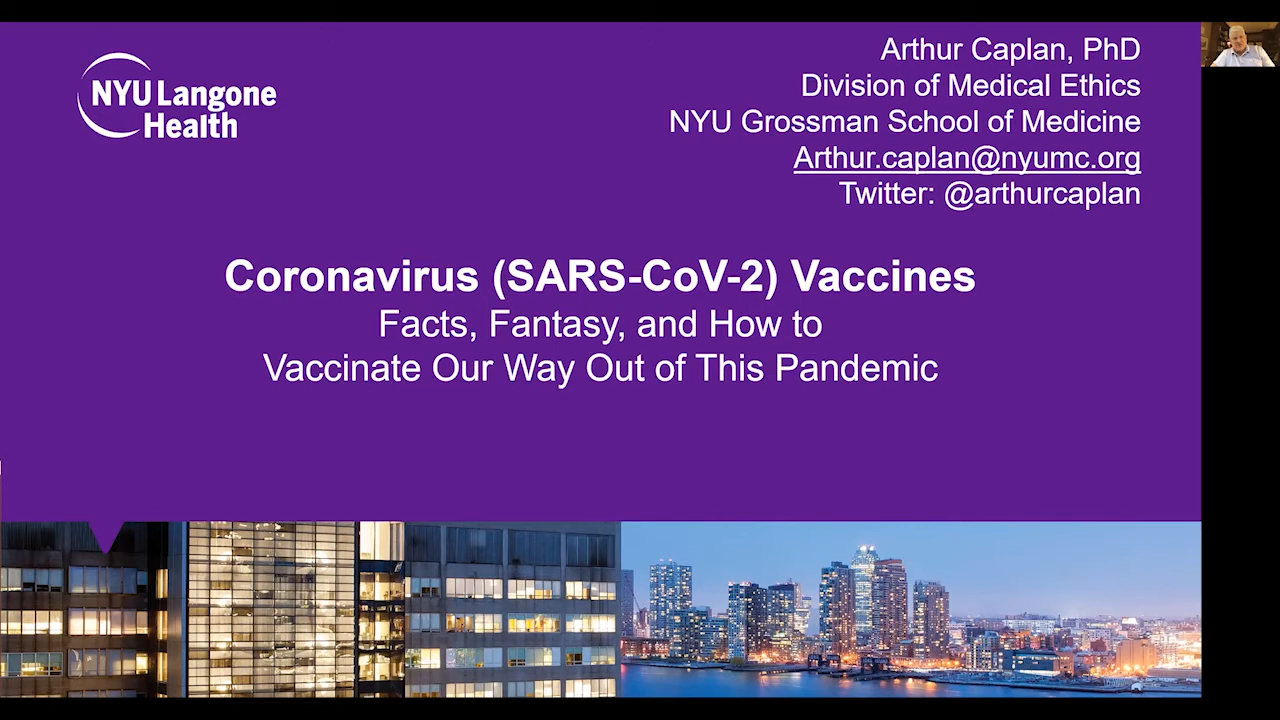 NYU Langone
Health
Arthur Caplan, PhD
Division of Medical Ethics
NYU Grossman School of Medicine
Arthur.caplan@nyumc.org
Twitter: @arthurcaplan
Coronavirus (SARS-CoV-2) Vaccines
Facts, Fantasy, and How to
Vaccinate Our Way Out of This Pandemic